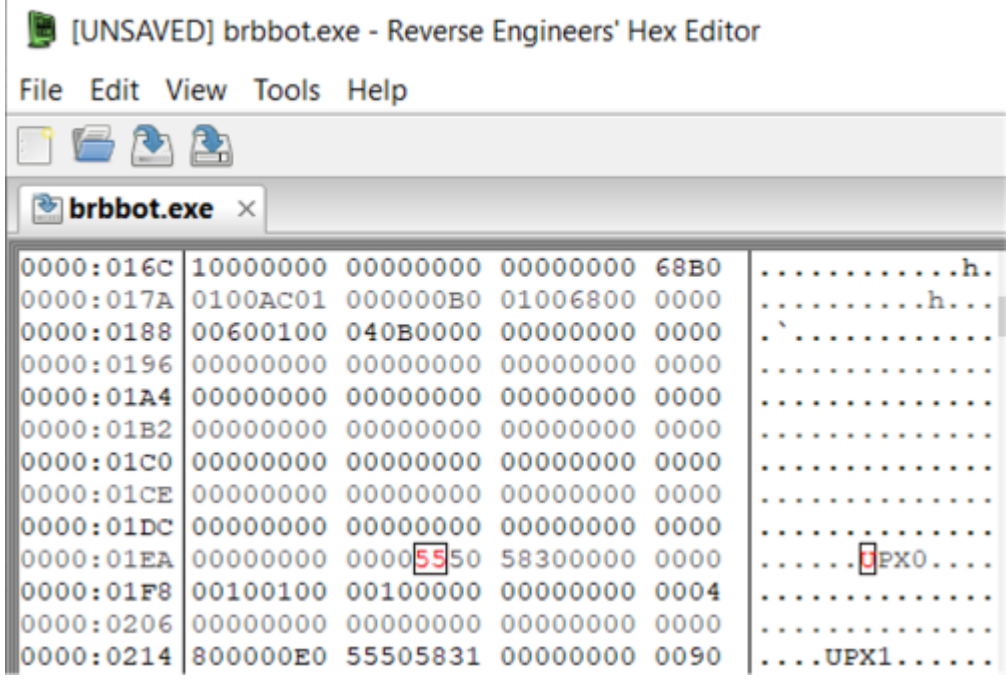 [UNSAVED] brbbot.exe - Reverse Engineers' Hex Editor
File Edit View Tools Help
brbbot.exe ×
0000:016C 10000000 00000000 00000000 68B0 ............h.
0000:017A 0100AC01 000000B0 01006800 0000 ..........h...
0000:0188 00600100 040B0000 00000000 0000 .`............
0000:0196 00000000 00000000 00000000 0000 ..............
0000:01A4 00000000 00000000 00000000 0000 ..............
0000:01B2 00000000 00000000 00000000 0000 ..............
0000:01C0 00000000 00000000 00000000 0000 ..............
0000:01CE 00000000 00000000 00000000 0000 ..............
0000:01DC 00000000 00000000 00000000 0000 ..............
0000:01EA 00000000 00005550 58300000 0000 ......UPX0....
0000:01F8 00100100 00100000 00000000 0004 ..............
0000:0206 00000000 00000000 00000000 0000 ..............
0000:0214 800000E0 55505831 00000000 0090 ....UPX1......